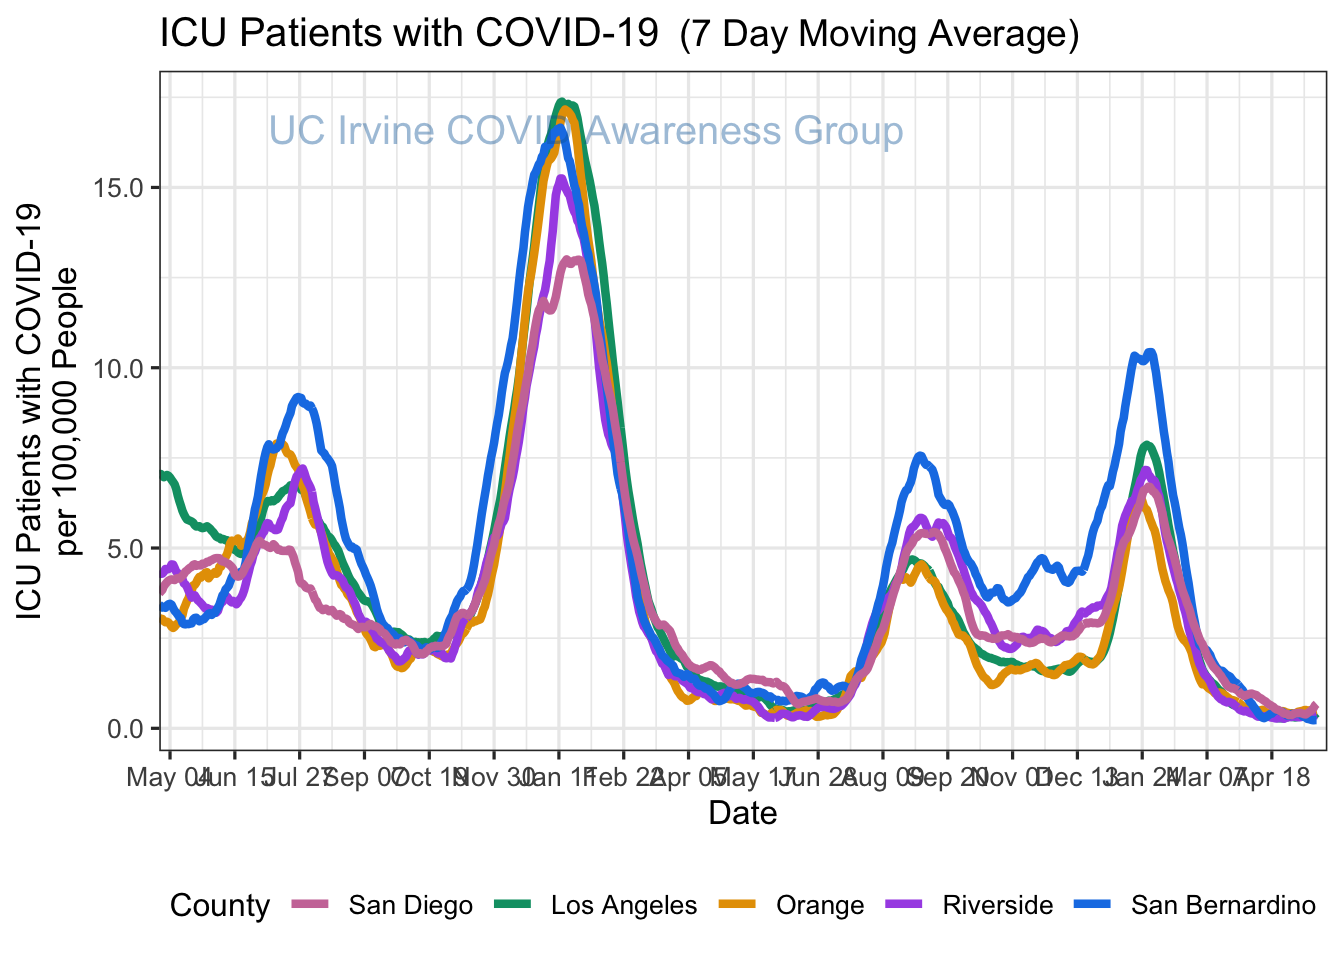 ICU Patients with COVID-19 (7 Day Moving Average)
UC Irvine COVID Awareness Group
ICU Patients with COVID-19
per 100,000 People
15.0
10.0
5.0
0.0
May 04 Jun 15 Jul 27 Sep 07 Oct 19 Nov 30 Jan 11 Feb 22 Apr 05 May 17 Jun 28 Aug 09 Sep 20 Nov 01 Dec 13 Jan 24 Mar 07 Apr 18
Date
County San Diego Los Angeles Orange Riverside San Bernardino